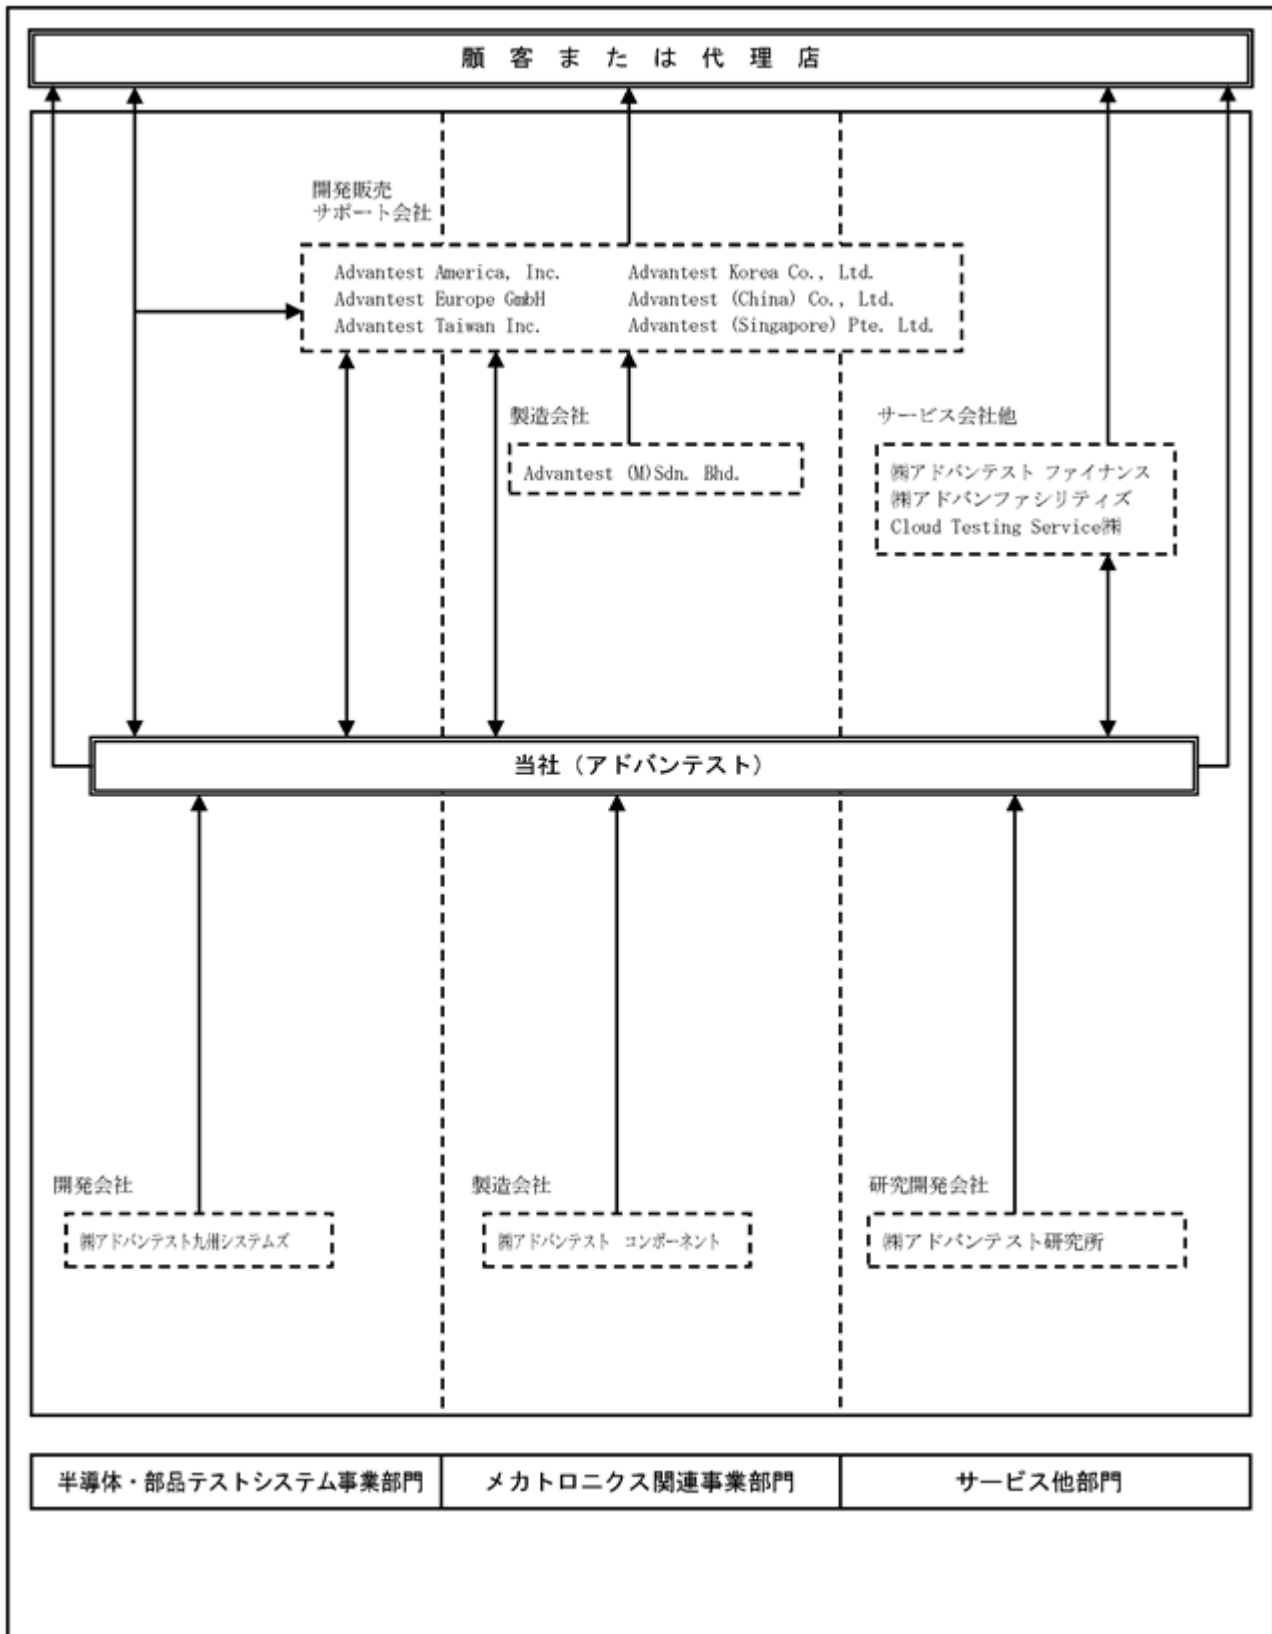 顧客または代理店
開発販売
サポート会社
Advantest America, Inc.
Advantest Europe GmbH
Advantest Taiwan Inc.
Advantest Korea Co., Ltd.
Advantest (China) Co., Ltd.
Advantest (Singapore) Pte. Ltd.
製造会社
Advantest (M)Sdn. Bhd.
サービス会社他
㈱アドバンテスト ファイナンス
㈱アドバンファシリティズ
Cloud Testing Service㈱
当社（アドバンテスト）
開発会社
㈱アドバンテスト九州システムズ
製造会社
㈱アドバンテスト　コンポーネント
研究開発会社
㈱アドバンテスト研究所
半導体・部品テストシステム事業部門
メカトロニクス関連事業部門
サービス他部門